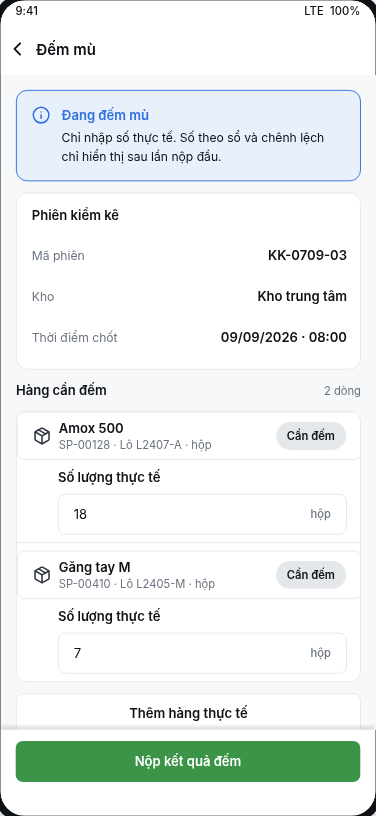 9:41
LTE 100%
Đếm mù
Đang đếm mù
Chỉ nhập số thực tế. Số theo sổ và chênh lệch
chỉ hiển thị sau lần nộp đầu.
Phiên kiểm kê
Mã phiên
KK-0709-03
Kho
Kho trung tâm
Thời điểm chốt
09/09/2026 · 08:00
Hàng cần đếm
2 dòng
Amox 500
SP-00128 · Lô L2407-A · hộp
Cần đếm
Số lượng thực tế
18
hộp
Găng tay M
SP-00410 · Lô L2405-M · hộp
Cần đếm
Số lượng thực tế
7
hộp
Thêm hàng thực tế
Nộp kết quả đếm